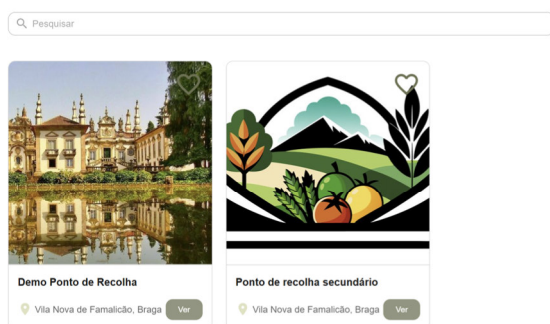 Pesquisar
Demo Ponto de Recolha
Vila Nova de Famalicão, Braga
Ver
Ponto de recolha secundário
Vila Nova de Famalicão, Braga
Ver